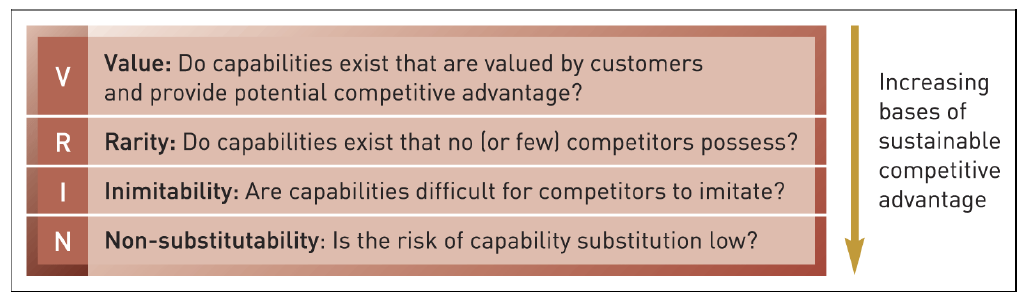 V
Value: Do capabilities exist that are valued by customers
and provide potential competitive advantage?
R
Rarity: Do capabilities exist that no (or few) competitors possess?
I
Inimitability: Are capabilities difficult for competitors to imitate?
N
Non-substitutability: Is the risk of capability substitution low?
Increasing
bases of
sustainable
competitive
advantage